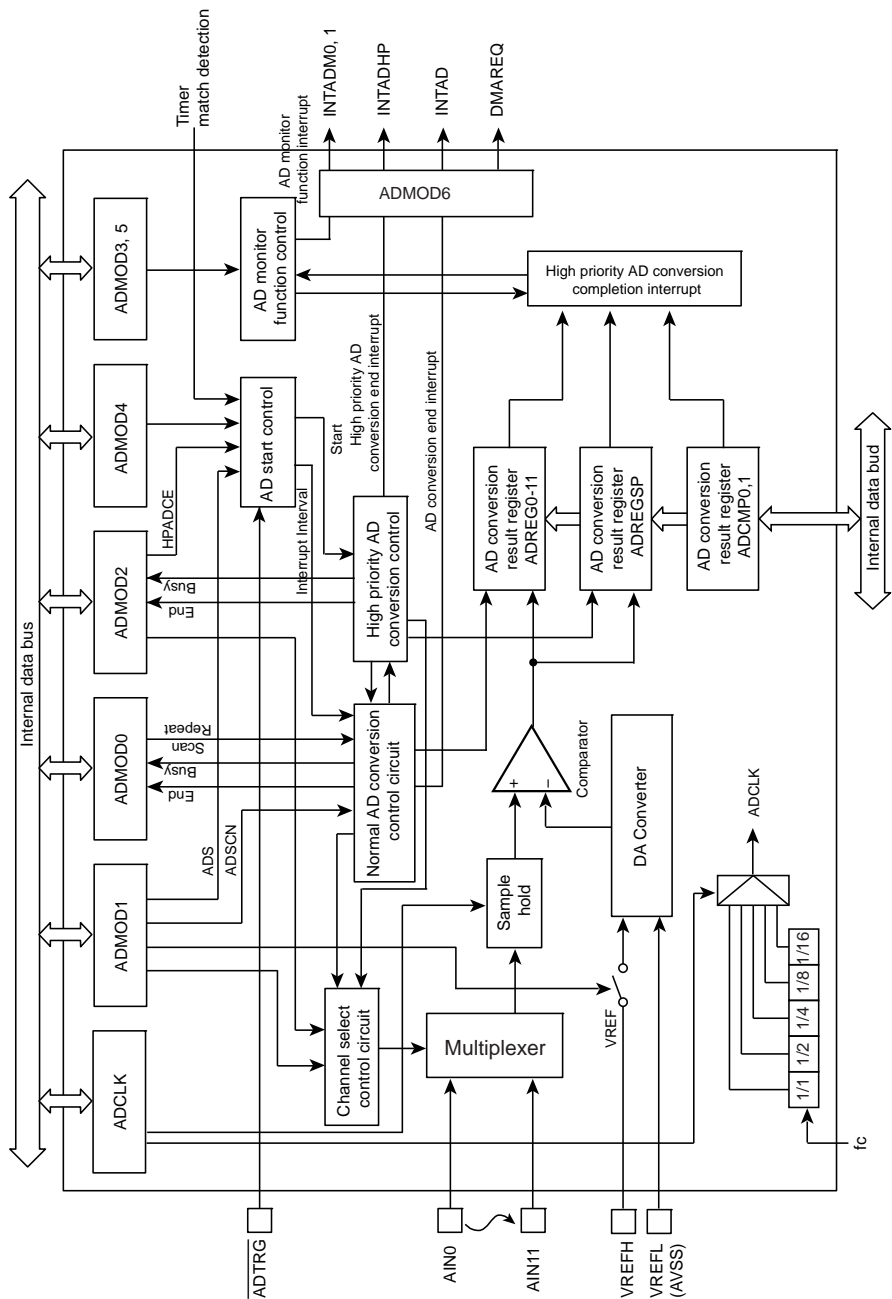 Internal data bus
ADCLK
ADMOD1
ADMOD0
ADMOD2
ADMOD4
ADMOD3, 5
Timer
match detection
ADS
ADSCN
End
Busy
Scan
Repeat
End
Busy
HPADCE
ADTRG
AD start control
AD monitor
function control
AD monitor
function interrupt
INTADM0, 1
INTADHP
INTAD
DMAREQ
ADMOD6
Interrupt Interval
Start
High priority AD
conversion end interrupt
AD conversion end interrupt
Channel select
control circuit
Normal AD conversion
control circuit
High priority AD
conversion control
High priority AD conversion
completion interrupt
AIN0
AIN11
Multiplexer
Sample
hold
+
–
Comparator
AD conversion
result register
ADREG0-11
AD conversion
result register
ADREGSP
AD conversion
result register
ADCMP0,1
VREF
VREFH
VREFL
(AVSS)
DA Converter
fc
1/1
1/2
1/4
1/8
1/16
ADCLK
Internal data bud